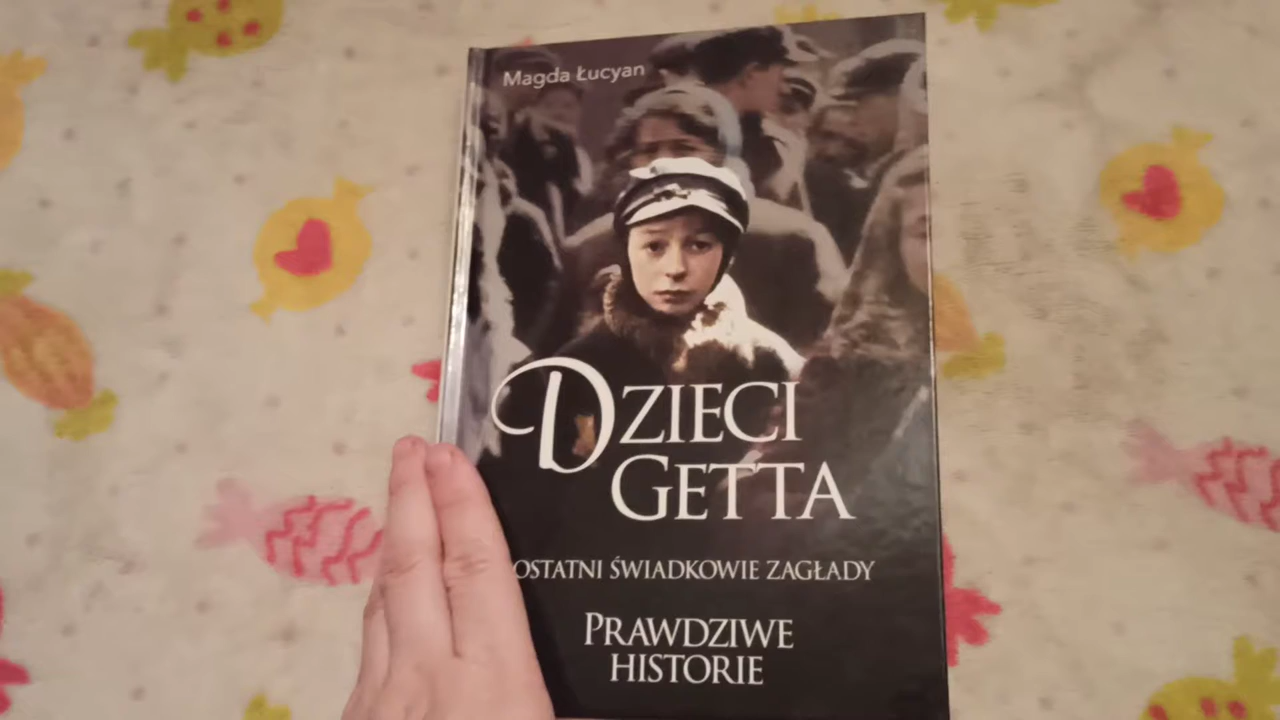 Magda Łucyan
DZIECI
GETTA
OSTATNI ŚWIADKOWIE ZAGŁADY
PRAWDZIWE
HISTORIE